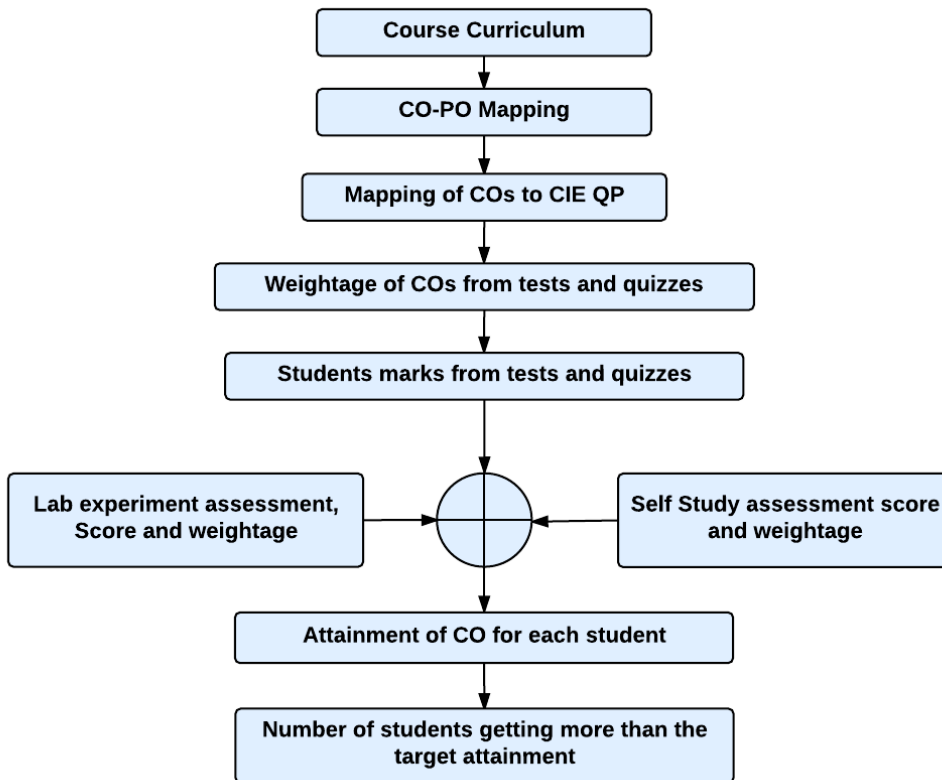 Course Curriculum
CO-PO Mapping
Mapping of COs to CIE QP
Weightage of COs from tests and quizzes
Students marks from tests and quizzes
Lab experiment assessment,
Score and weightage
Self Study assessment score
and weightage
Attainment of CO for each student
Number of students getting more than the
target attainment